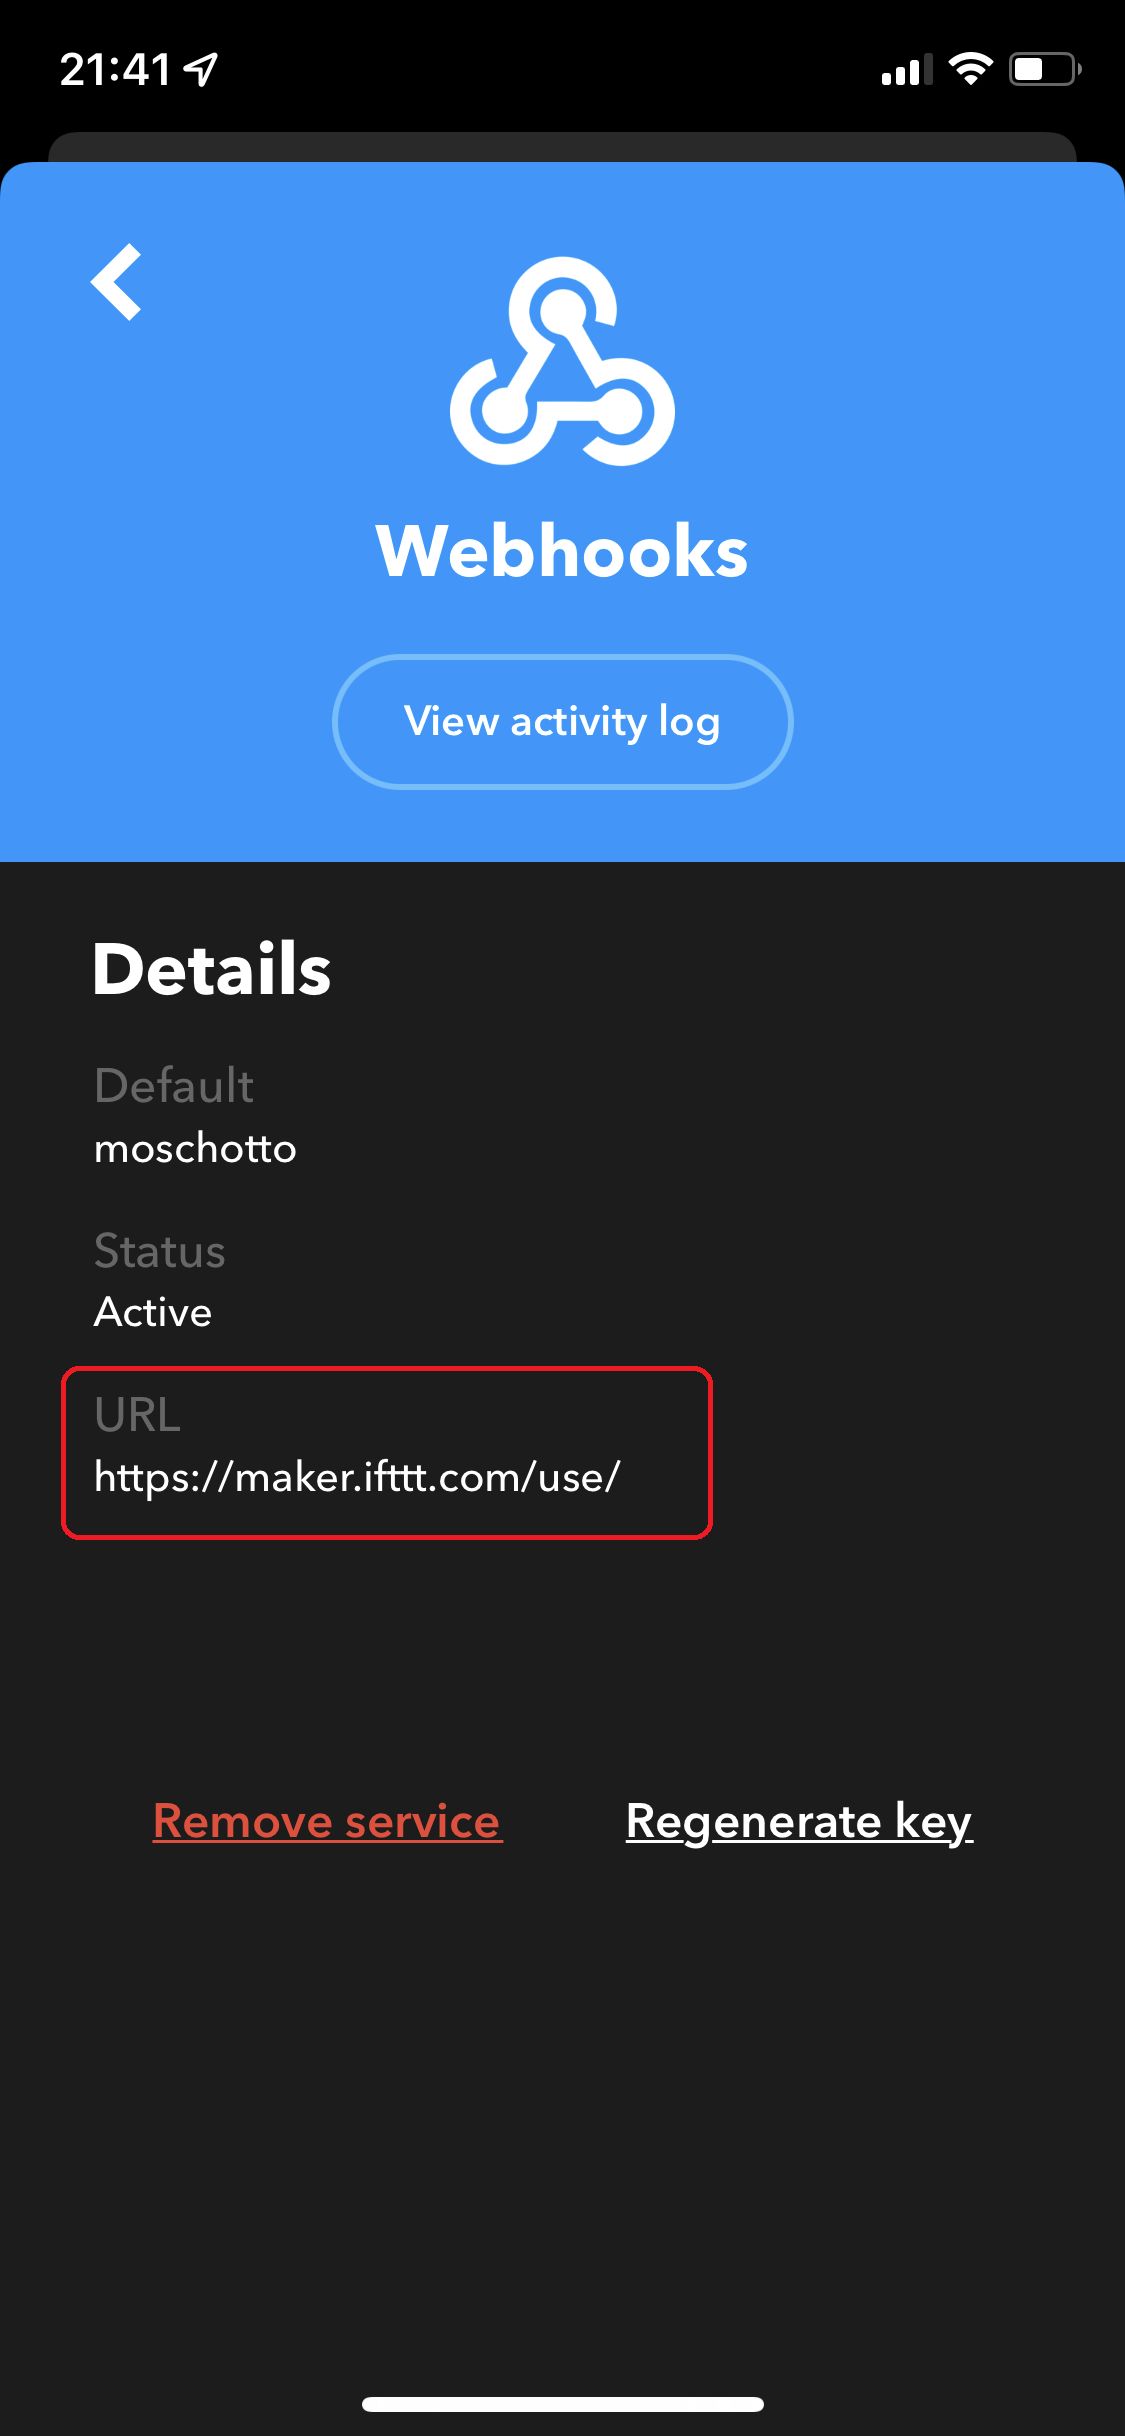 21:41
Webhooks
View activity log
Details
Default
moschotto
Status
Active
URL
https://maker.ifttt.com/use/
Remove service
Regenerate key